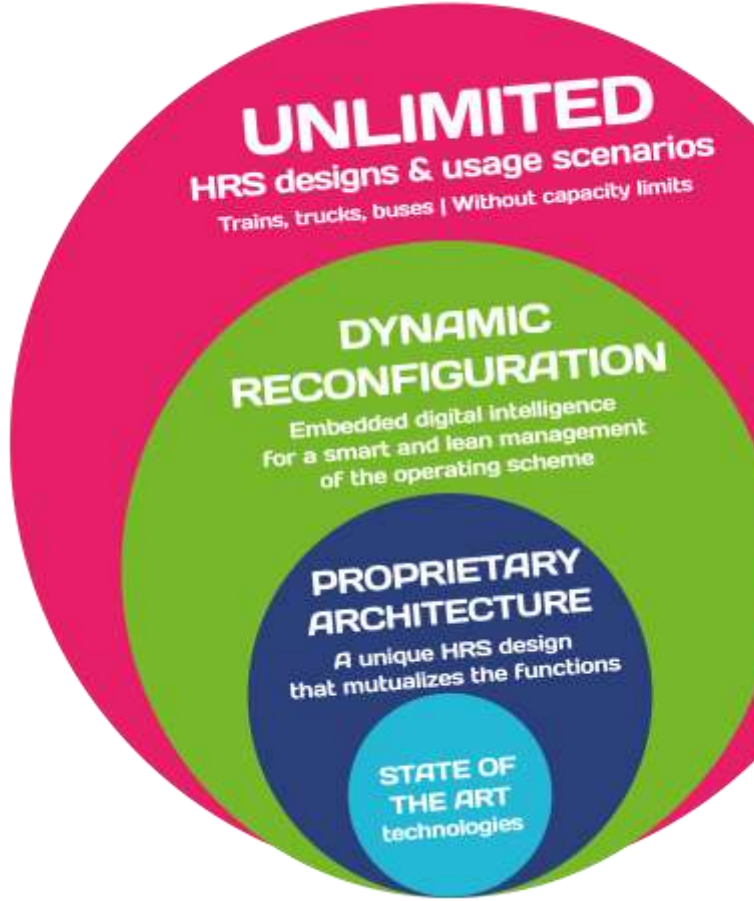 UNLIMITED
HRS designs & usage scenarios
Trains, trucks, buses | Without capacity limits
DYNAMIC
RECONFIGURATION
Embedded digital intelligence
for a smart and lean management
of the operating scheme
PROPRIETARY
ARCHITECTURE
A unique HRS design
that mutualizes the functions
STATE OF
THE ART
technologies